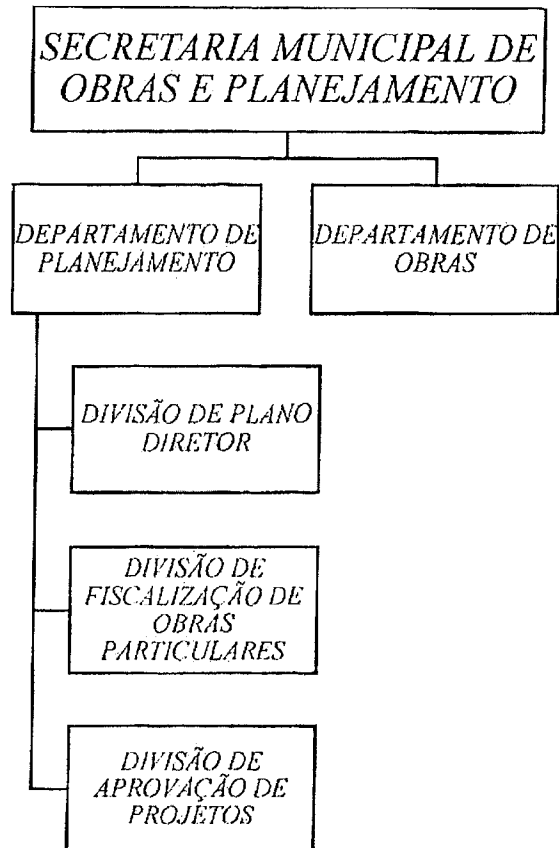 SECRETARIA MUNICIPAL DE
OBRAS E PLANEJAMENTO
DEPARTAMENTO DE
PLANEJAMENTO
DEPARTAMENTO DE
OBRAS
DIVISÃO DE PLANO
DIRETOR
DIVISÃO DE
FISCALIZAÇÃO DE
OBRAS
PARTICULARES
DIVISÃO DE
APROVAÇÃO DE
PROJETOS